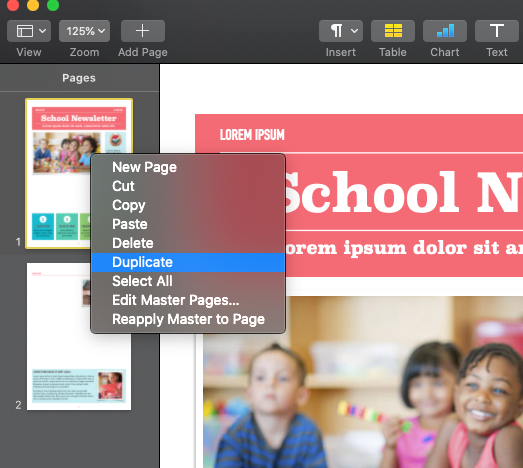 125%
View
Zoom
Add Page
Insert
Table
Chart
Text
Pages
School Newsletter
1
2
New Page
Cut
Copy
Paste
Delete
Duplicate
Select All
Edit Master Pages...
Reapply Master to Page
LOREM IPSUM
School N
orem ipsum dolor sit ar